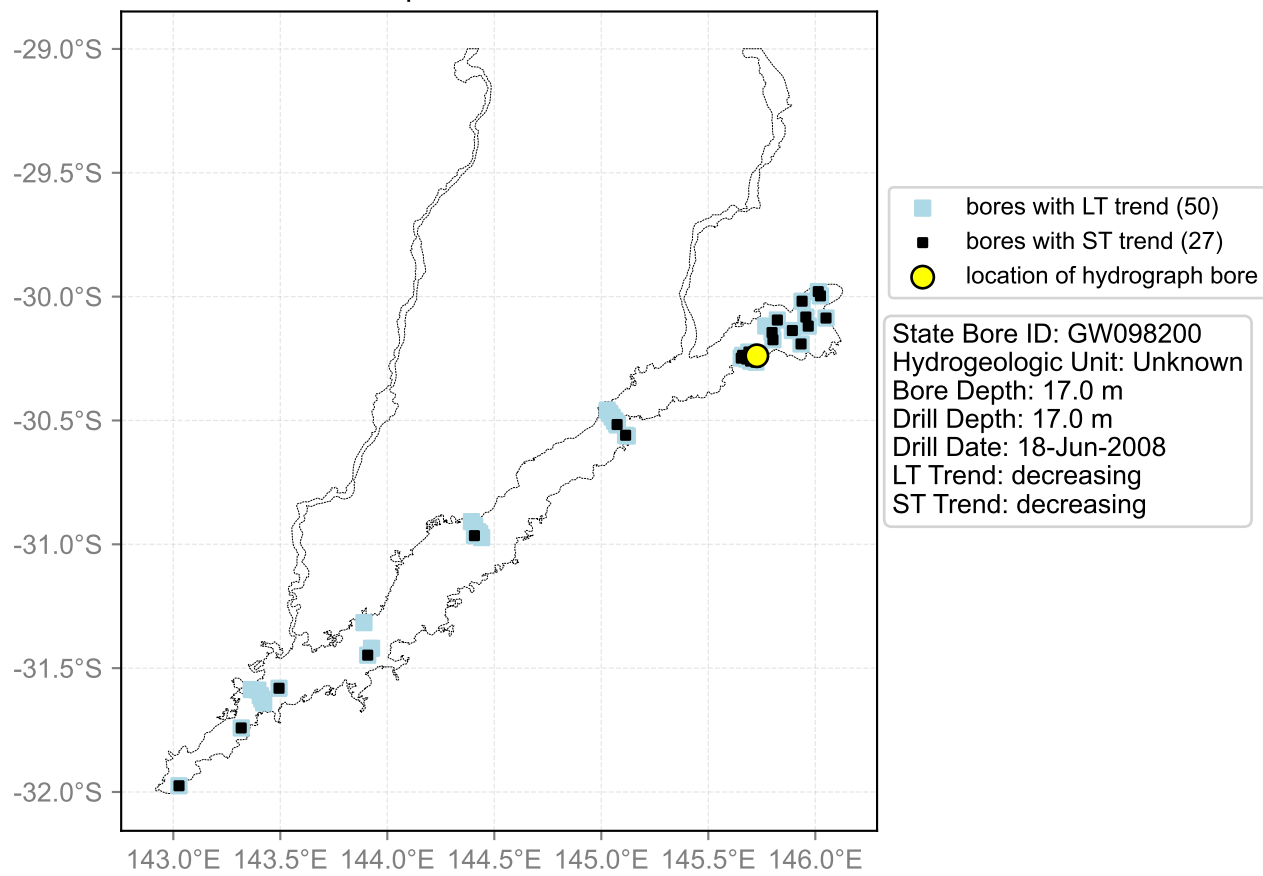 -29.0°S
-29.5°S
-30.0°S
-30.5°S
-31.0°S
-31.5°S
-32.0°S
143.0°E 143.5°E 144.0°E 144.5°E 145.0°E 145.5°E 146.0°E
bores with LT trend (50)
bores with ST trend (27)
location of hydrograph bore
State Bore ID: GW098200
Hydrogeologic Unit: Unknown
Bore Depth: 17.0 m
Drill Depth: 17.0 m
Drill Date: 18-Jun-2008
LT Trend: decreasing
ST Trend: decreasing